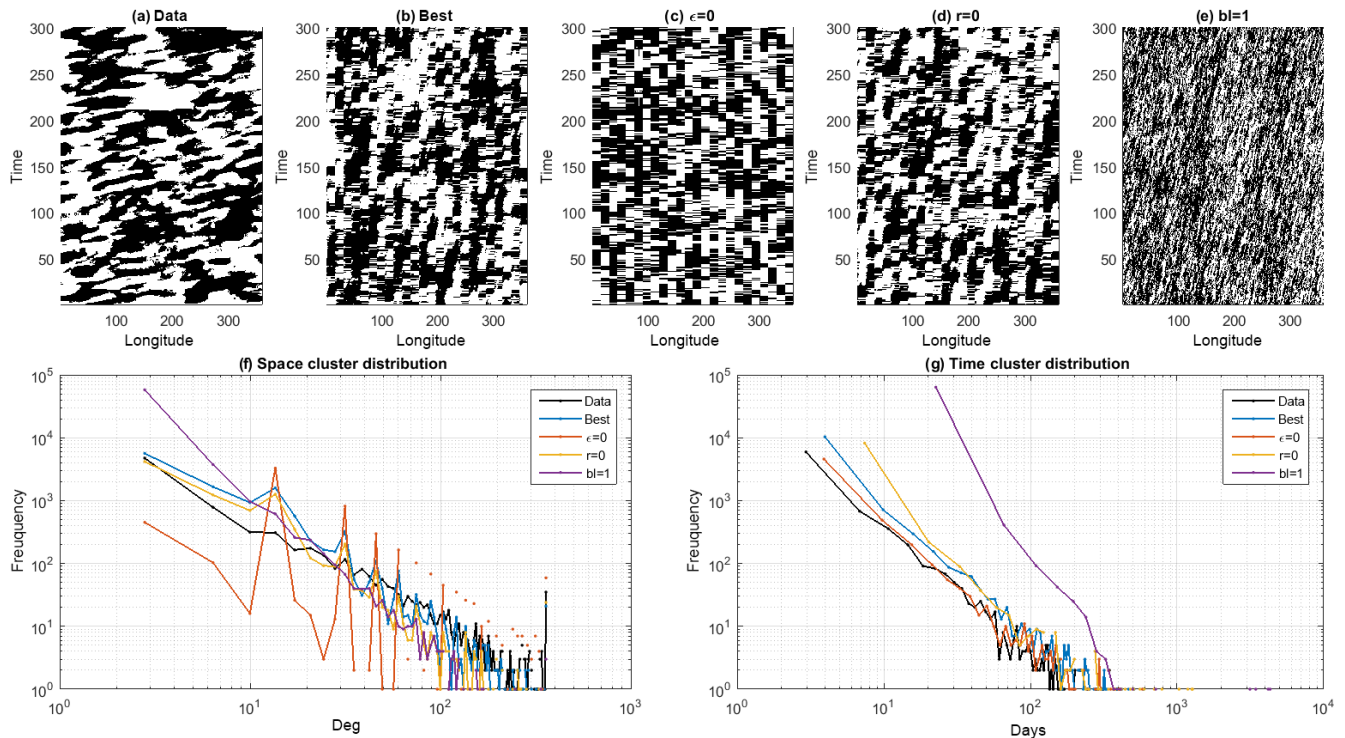 (a) Data
(b) Best
(c) ϵ=0
(d) r=0
(e) bl=1
300
250
200
150
100
50
Time
100 200 300
Longitude
300
250
200
150
100
50
Time
100 200 300
Longitude
300
250
200
150
100
50
Time
100 200 300
Longitude
300
250
200
150
100
50
Time
100 200 300
Longitude
300
250
200
150
100
50
Time
100 200 300
Longitude
(f) Space cluster distribution
10^5
10^4
10^3
10^2
10^1
10^0
Freuquency
10^0 10^1 10^2 10^3
Deg
Data
Best
ϵ=0
r=0
bl=1
(g) Time cluster distribution
10^5
10^4
10^3
10^2
10^1
10^0
Freuquency
10^0 10^1 10^2 10^3 10^4
Days
Data
Best
ϵ=0
r=0
bl=1